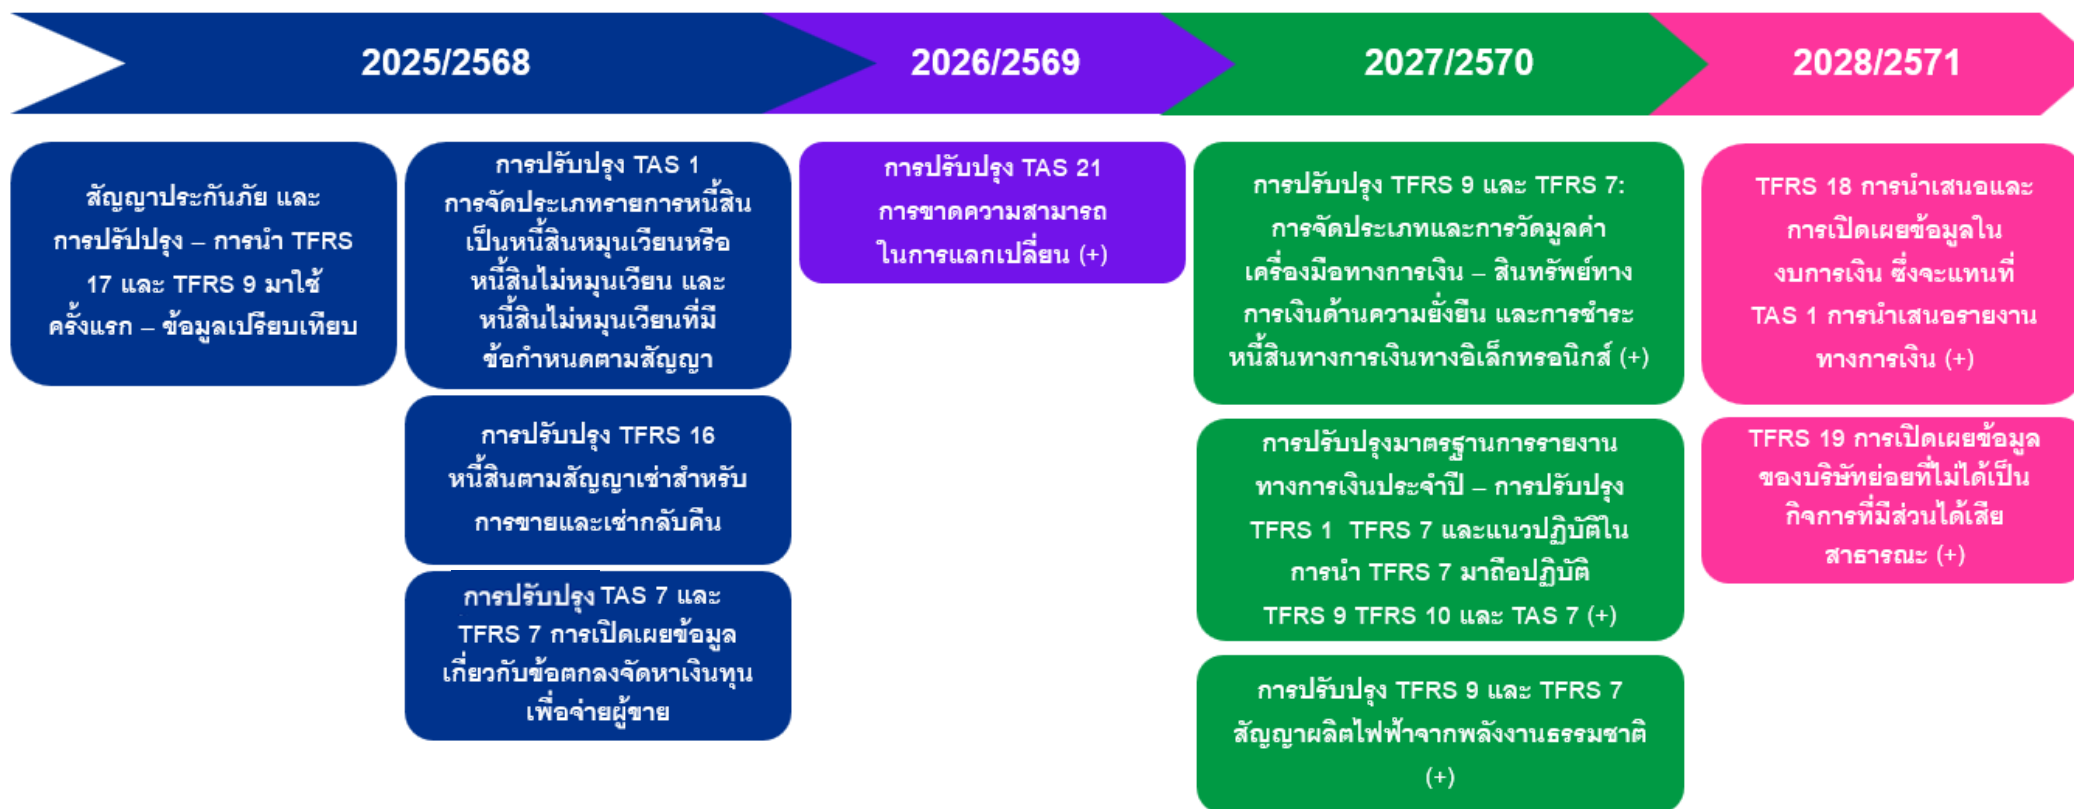 2025/2568
2026/2569
2027/2570
2028/2571
สัญญาประกันภัย และ
การปรัปปรุง – การนำ TFRS
17 และ TFRS 9 มาใช้
ครั้งแรก – ข้อมูลเปรียบเทียบ
การปรับปรุง TAS 1
การจัดประเภทรายการหนี้สิน
เป็นหนี้สินหมุนเวียนหรือ
หนี้สินไม่หมุนเวียน และ
หนี้สินไม่หมุนเวียนที่มี
ข้อกำหนดตามสัญญา
การปรับปรุง TFRS 16
หนี้สินตามสัญญาเช่าสำหรับ
การขายและเช่ากลับคืน
การปรับปรุง TAS 7 และ
TFRS 7 การเปิดเผยข้อมูล
เกี่ยวกับข้อตกลงจัดหาเงินทุน
เพื่อจ่ายผู้ขาย
การปรับปรุง TAS 21
การขาดความสามารถ
ในการแลกเปลี่ยน (+)
การปรับปรุง TFRS 9 และ TFRS 7:
การจัดประเภทและการวัดมูลค่า
เครื่องมือทางการเงิน – สินทรัพย์ทาง
การเงินด้านความยั่งยืน และการชำระ
หนี้สินทางการเงินทางอิเล็กทรอนิกส์ (+)
การปรับปรุงมาตรฐานการรายงาน
ทางการเงินประจำปี – การปรับปรุง
TFRS 1 TFRS 7 และแนวปฏิบัติใน
การนำ TFRS 7 มาถือปฏิบัติ
TFRS 9 TFRS 10 และ TAS 7 (+)
การปรับปรุง TFRS 9 และ TFRS 7
สัญญาผลิตไฟฟ้าจากพลังงานธรรมชาติ
(+)
TFRS 18 การนำเสนอและ
การเปิดเผยข้อมูลใน
งบการเงิน ซึ่งจะแทนที่
TAS 1 การนำเสนอรายงาน
ทางการเงิน (+)
TFRS 19 การเปิดเผยข้อมูล
ของบริษัทย่อยที่ไม่ได้เป็น
กิจการที่มีส่วนได้เสีย
สาธารณะ (+)